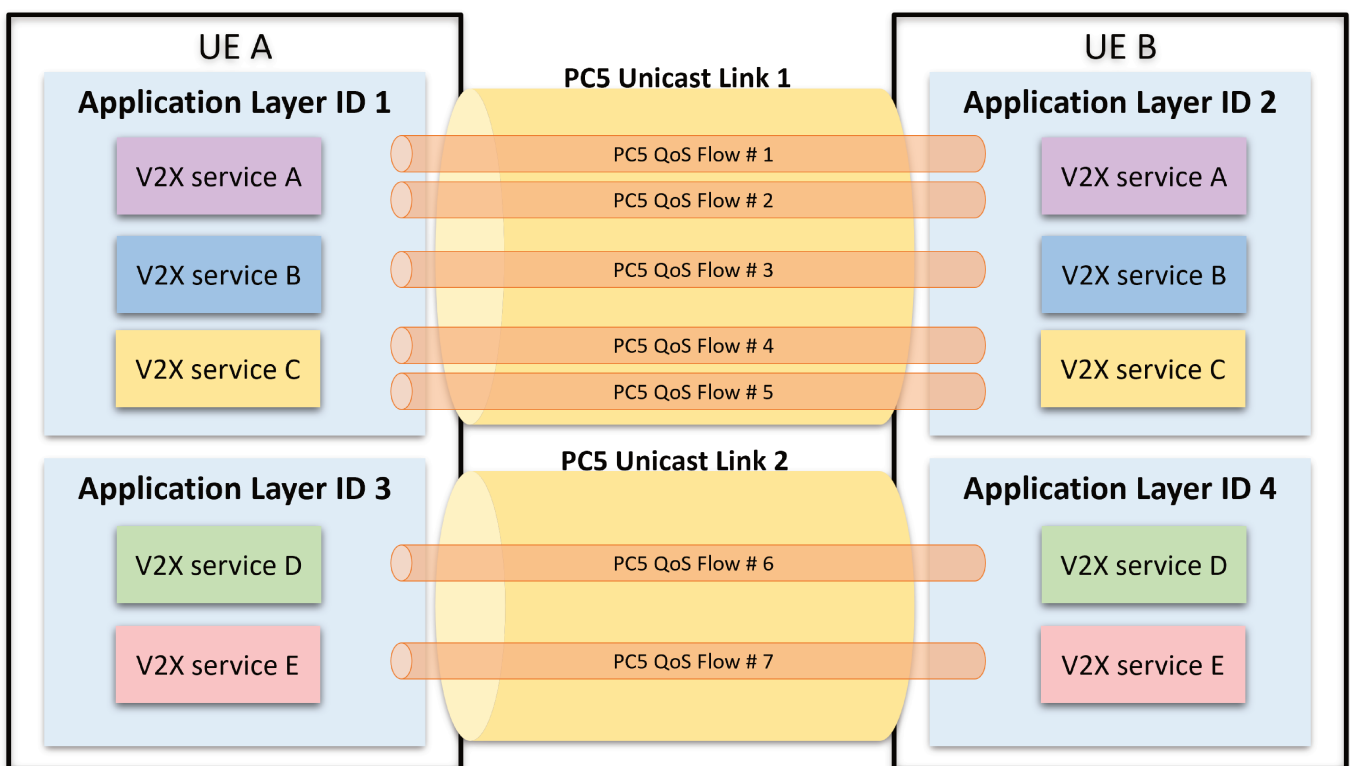 UE A
UE B
PC5 Unicast Link 1
Application Layer ID 1
Application Layer ID 2
V2X service A
PC5 QoS Flow # 1
V2X service A
PC5 QoS Flow # 2
V2X service B
PC5 QoS Flow # 3
V2X service B
PC5 QoS Flow # 4
V2X service C
V2X service C
PC5 QoS Flow # 5
PC5 Unicast Link 2
Application Layer ID 3
Application Layer ID 4
V2X service D
PC5 QoS Flow # 6
V2X service D
V2X service E
PC5 QoS Flow # 7
V2X service E